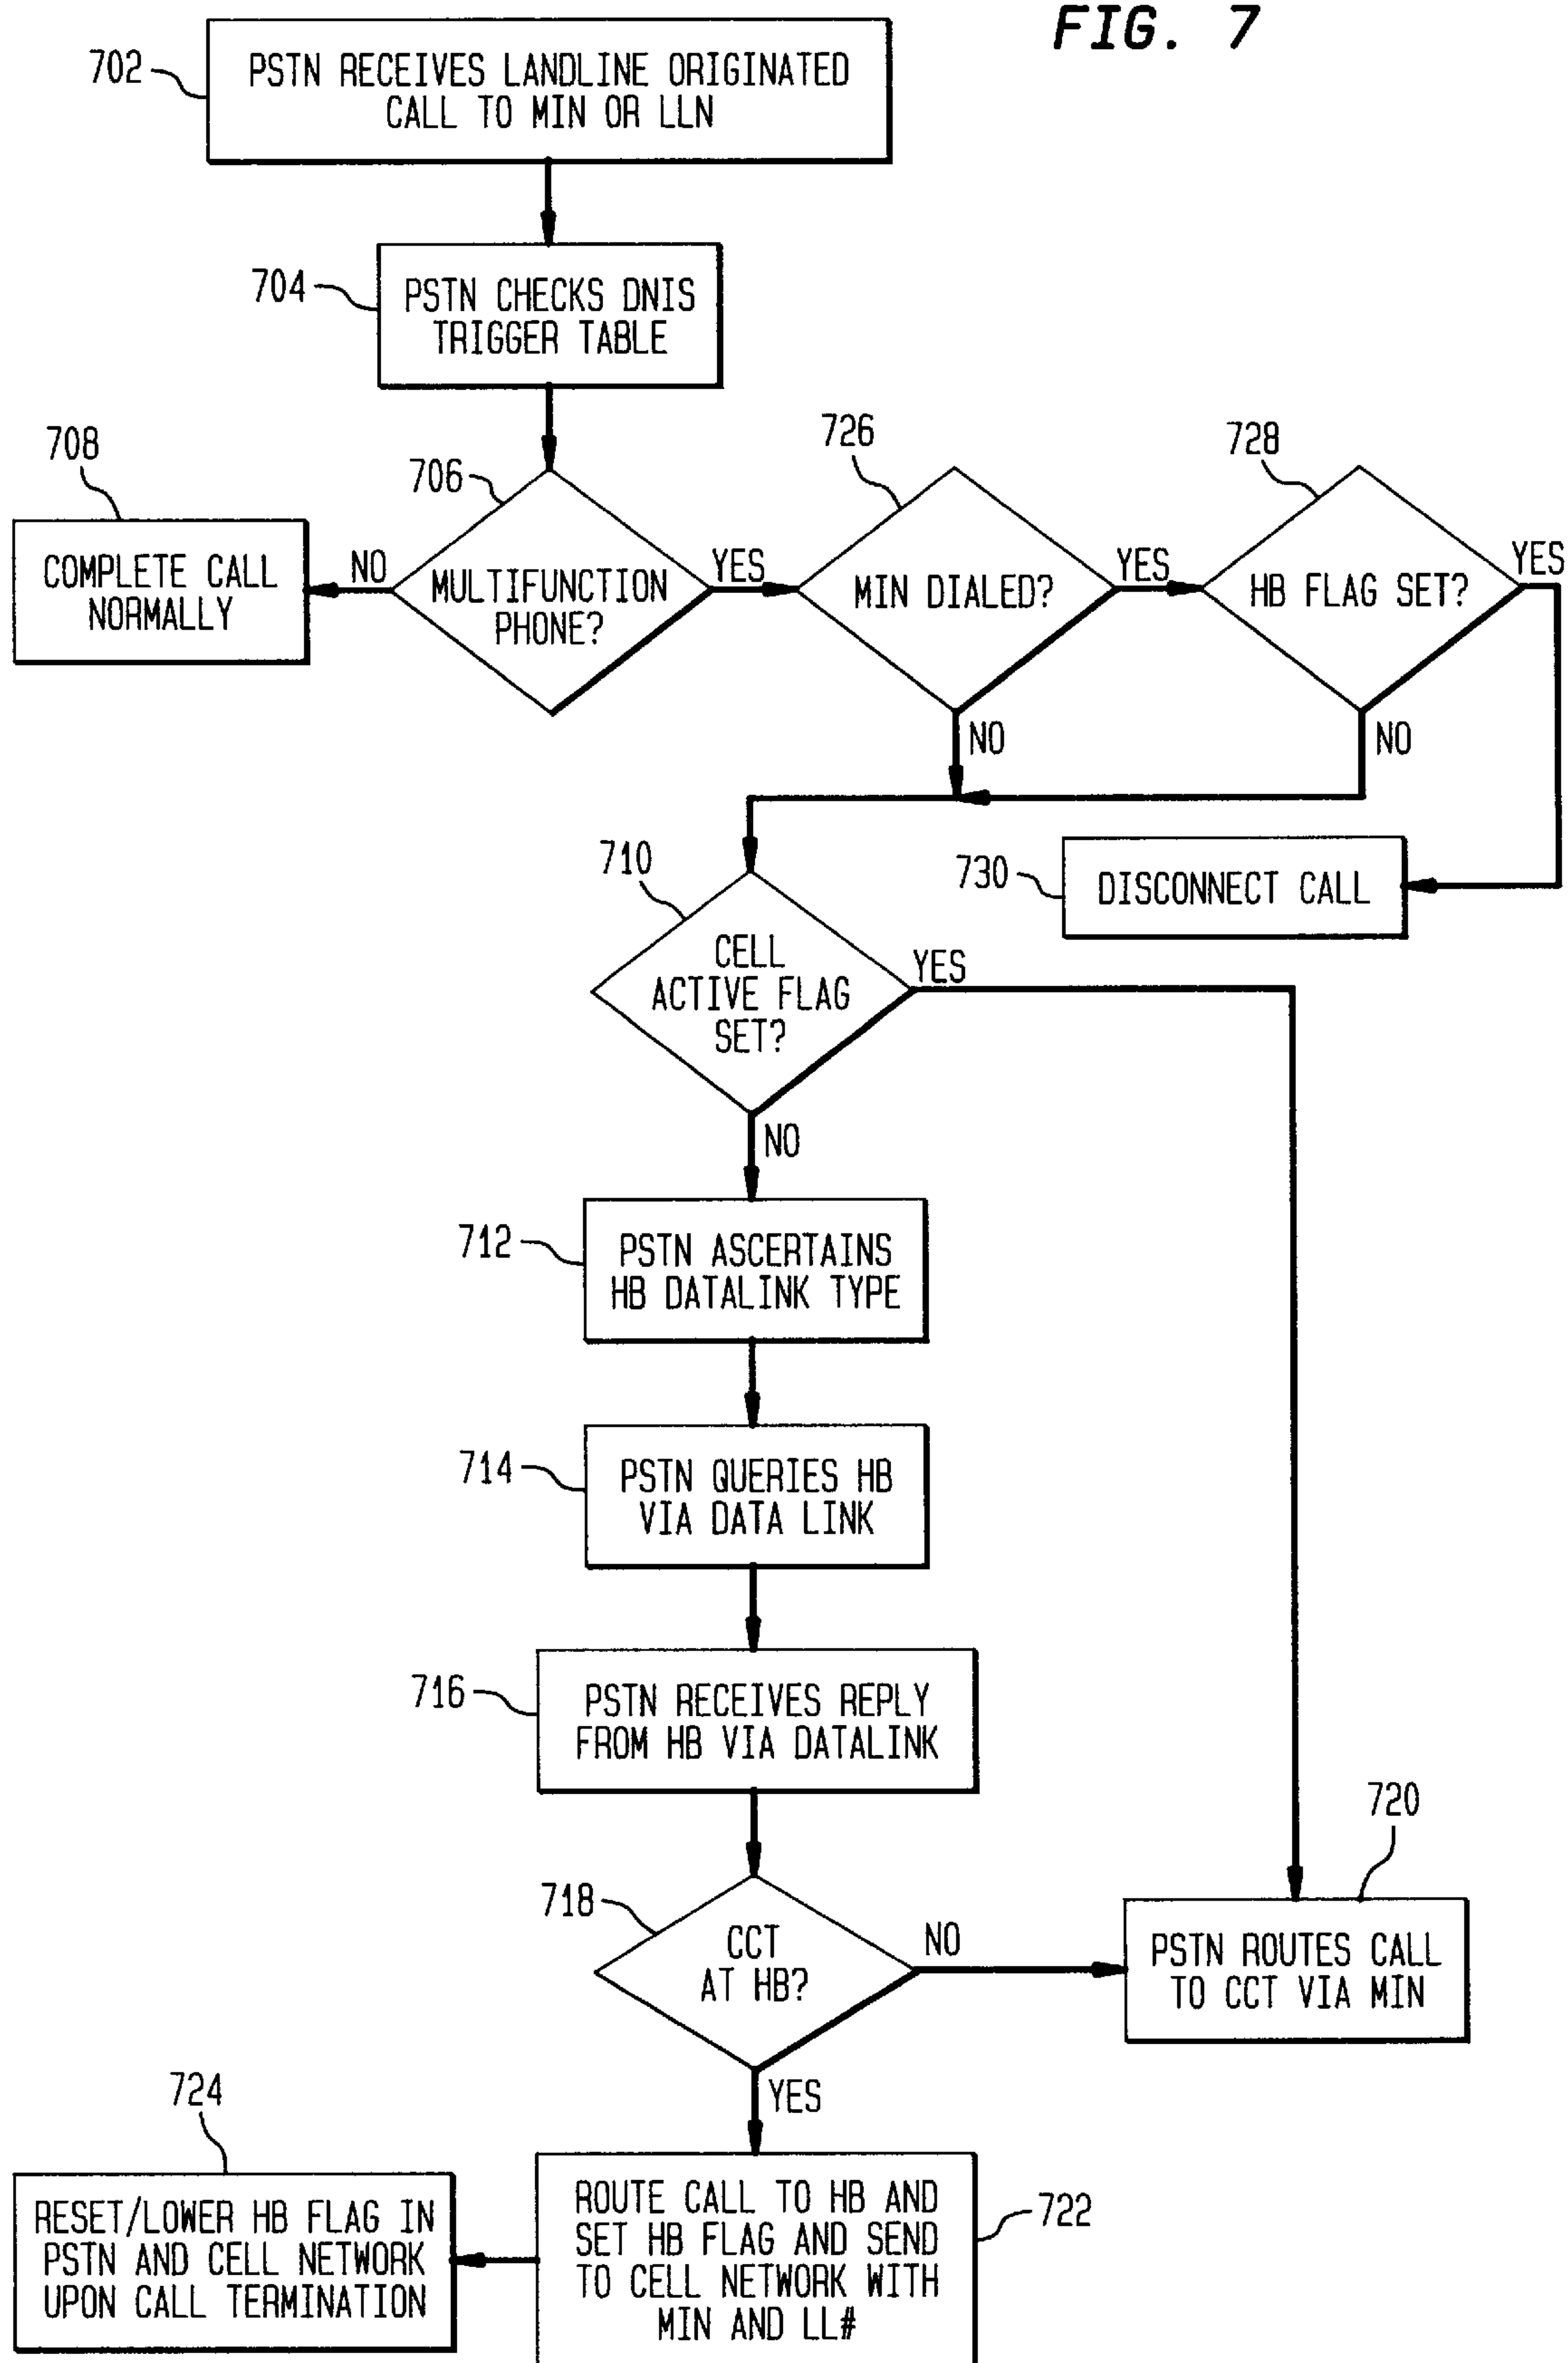 FIG. 7
702
PSTN RECEIVES LANDLINE ORIGINATED
CALL TO MIN OR LLN
704
PSTN CHECKS DNIS
TRIGGER TABLE
706
MULTIFUNCTION
PHONE?
NO
YES
708
COMPLETE CALL
NORMALLY
726
MIN DIALED?
YES
NO
728
HB FLAG SET?
YES
NO
730
DISCONNECT CALL
710
CELL
ACTIVE FLAG
SET?
YES
NO
712
PSTN ASCERTAINS
HB DATALINK TYPE
714
PSTN QUERIES HB
VIA DATA LINK
716
PSTN RECEIVES REPLY
FROM HB VIA DATALINK
718
CCT
AT HB?
NO
YES
720
PSTN ROUTES CALL
TO CCT VIA MIN
722
ROUTE CALL TO HB AND
SET HB FLAG AND SEND
TO CELL NETWORK WITH
MIN AND LL#
724
RESET/LOWER HB FLAG IN
PSTN AND CELL NETWORK
UPON CALL TERMINATION